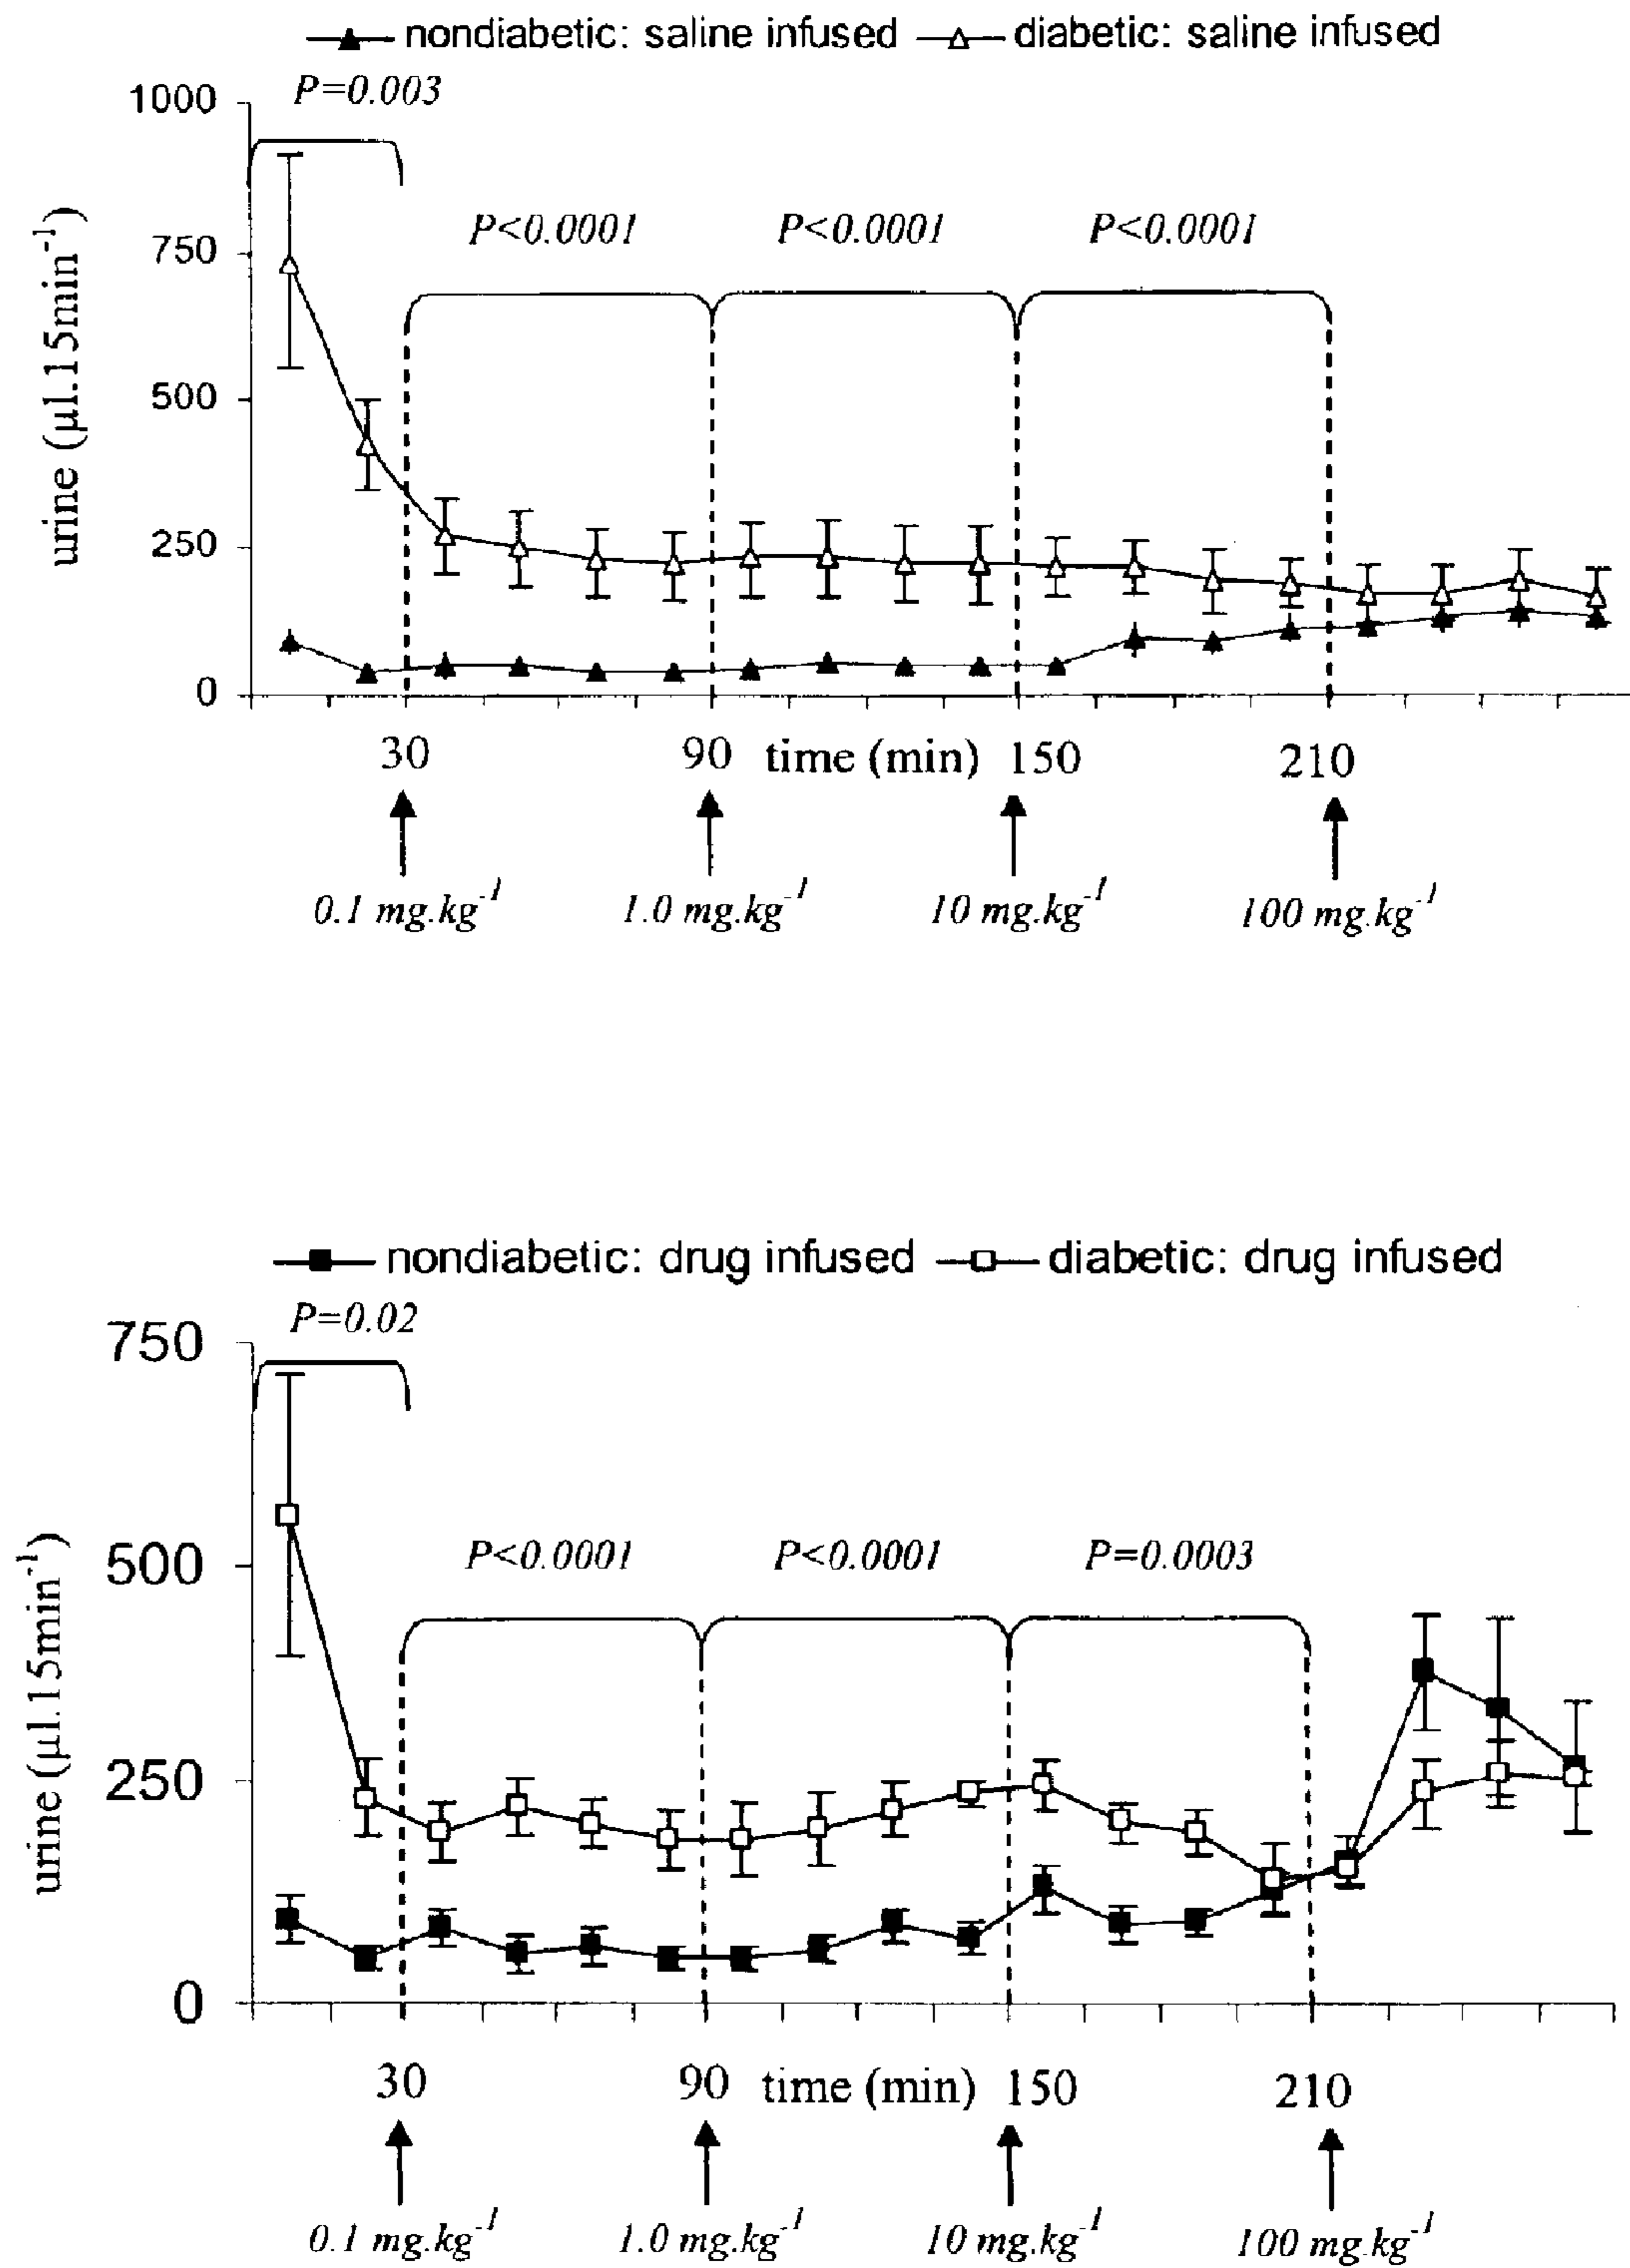 nondiabetic: saline infused diabetic: saline infused
P=0.003
1000
P<0.0001 P<0.0001 P<0.0001
750
500
250
0
urine (µl.15min⁻¹)
30 90 time (min) 150 210
0.1 mg.kg⁻¹ 1.0 mg.kg⁻¹ 10 mg.kg⁻¹ 100 mg.kg⁻¹
nondiabetic: drug infused diabetic: drug infused
P=0.02
750
P<0.0001 P<0.0001 P=0.0003
500
250
0
urine (µl.15min⁻¹)
30 90 time (min) 150 210
0.1 mg.kg⁻¹ 1.0 mg.kg⁻¹ 10 mg.kg⁻¹ 100 mg.kg⁻¹